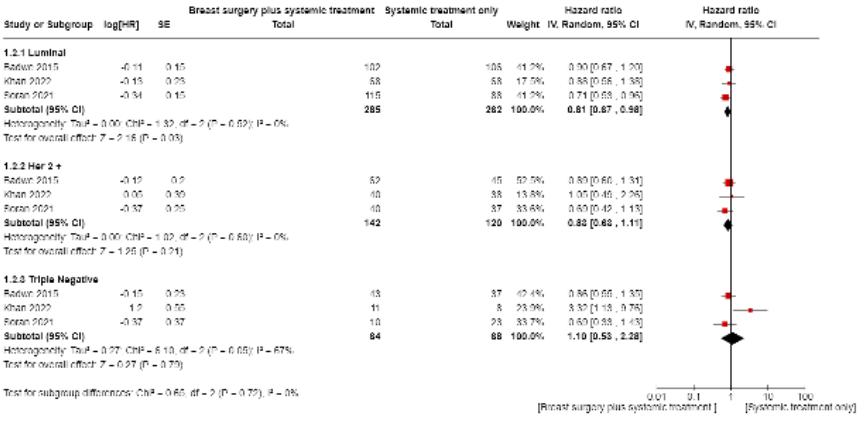 Breast surgery plus systemic treatment Systemic treatment only Hazard ratio Hazard ratio
Study or Subgroup log[HR] SE Total Total Weight IV, Random, 95% CI IV, Random, 95% CI
1.2.1 Luminal
Badwe 2015 -0.11 0.15 102 106 41.2% 0.90 [0.67 , 1.20]
Khan 2022 -0.13 0.23 68 68 17.5% 0.88 [0.56 , 1.38]
Soran 2021 -0.34 0.15 115 88 41.2% 0.71 [0.53 , 0.96]
Subtotal (95% CI) 285 262 100.0% 0.81 [0.67 , 0.98]
Heterogeneity: Tau² = 0.00; Chi² = 1.32, df = 2 (P = 0.52); I² = 0%
Test for overall effect: Z = 2.16 (P = 0.03)
1.2.2 Her 2 +
Badwe 2015 -0.12 0.2 62 45 52.5% 0.89 [0.60 , 1.31]
Khan 2022 0.05 0.39 40 38 13.8% 1.05 [0.49 , 2.26]
Soran 2021 -0.37 0.25 40 37 33.6% 0.69 [0.42 , 1.13]
Subtotal (95% CI) 142 120 100.0% 0.83 [0.63 , 1.11]
Heterogeneity: Tau² = 0.00; Chi² = 1.02, df = 2 (P = 0.60); I² = 0%
Test for overall effect: Z = 1.25 (P = 0.21)
1.2.3 Triple Negative
Badwe 2015 -0.15 0.23 43 37 42.4% 0.86 [0.55 , 1.35]
Khan 2022 1.2 0.55 11 8 23.9% 3.32 [1.13 , 9.76]
Soran 2021 -0.37 0.37 10 23 33.7% 0.69 [0.33 , 1.43]
Subtotal (95% CI) 64 68 100.0% 1.10 [0.53 , 2.28]
Heterogeneity: Tau² = 0.27; Chi² = 6.10, df = 2 (P = 0.05); I² = 67%
Test for overall effect: Z = 0.27 (P = 0.79)
Test for subgroup differences: Chi² = 0.65, df = 2 (P = 0.72), I² = 0%
0.01 0.1 1 10 100
[Breast surgery plus systemic treatment ] [Systemic treatment only]